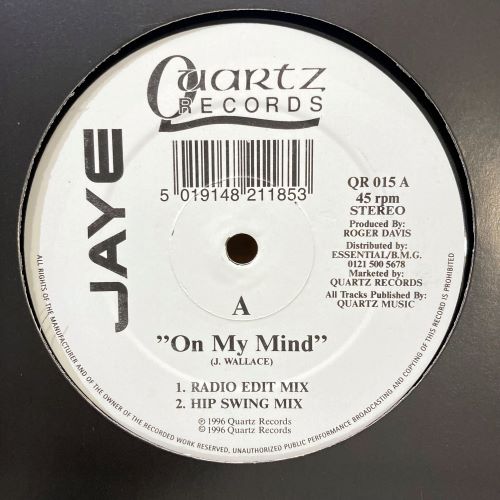 Quartz
QR RECORDS
JAYE
5 019148 211853
QR 015 A
45 rpm
STEREO
Produced By:
ROGER DAVIS
Distributed by:
ESSENTIAL/B.M.G.
0121 500 5678
Marketed by:
QUARTZ RECORDS
All Tracks Published By:
QUARTZ MUSIC
A
"On My Mind"
(J. WALLACE)
1. RADIO EDIT MIX
2. HIP SWING MIX
℗ 1996 Quartz Records
© 1996 Quartz Records
ALL RIGHTS OF THE MANUFACTURER AND OF THE OWNER OF THE RECORDED WORK RESERVED, UNAUTHORIZED PUBLIC PERFORMANCE BROADCASTING AND COPYING OF THIS RECORD IS PROHIBITED